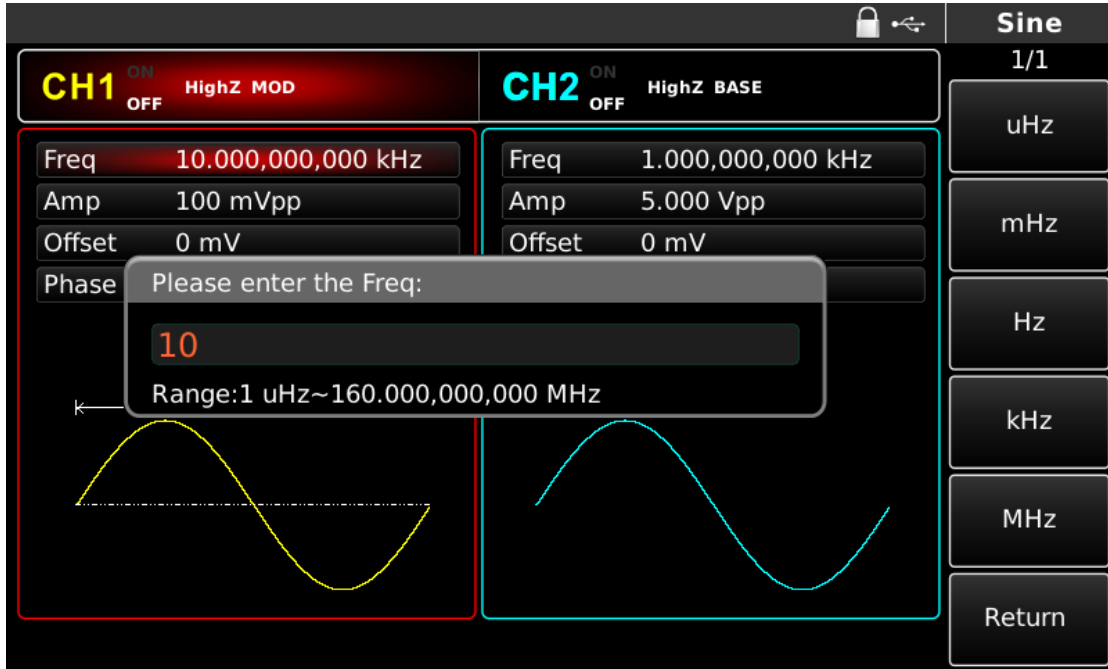 Sine
1/1
CH1 ON OFF HighZ MOD
CH2 ON OFF HighZ BASE
Freq 10.000,000,000 kHz
Amp 100 mVpp
Offset 0 mV
Phase
Freq 1.000,000,000 kHz
Amp 5.000 Vpp
Offset 0 mV
Please enter the Freq:
10
Range:1 uHz~160.000,000,000 MHz
uHz
mHz
Hz
kHz
MHz
Return